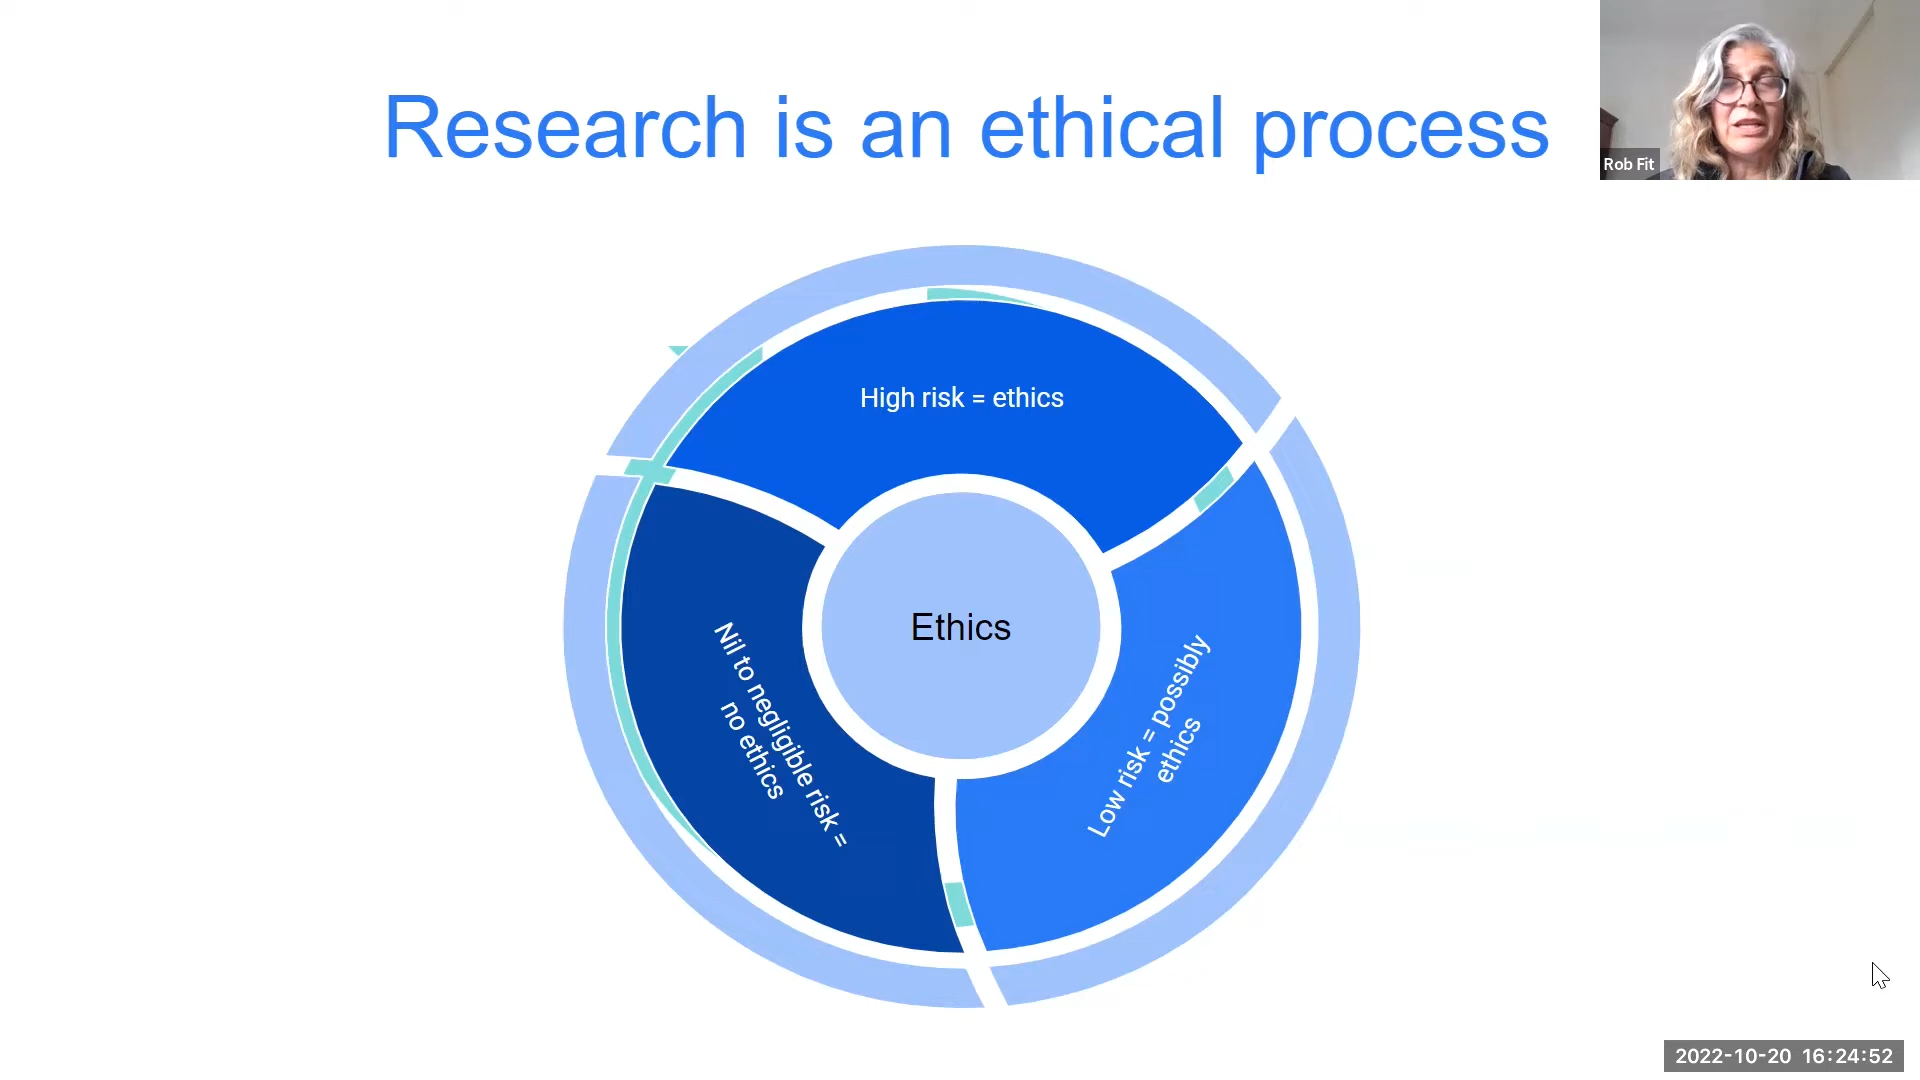 Research is an ethical process
Rob Fit
High risk = ethics
Ethics
Nil to negligible risk =
no ethics
Low risk = possibly
ethics
2022-10-20 16:24:52